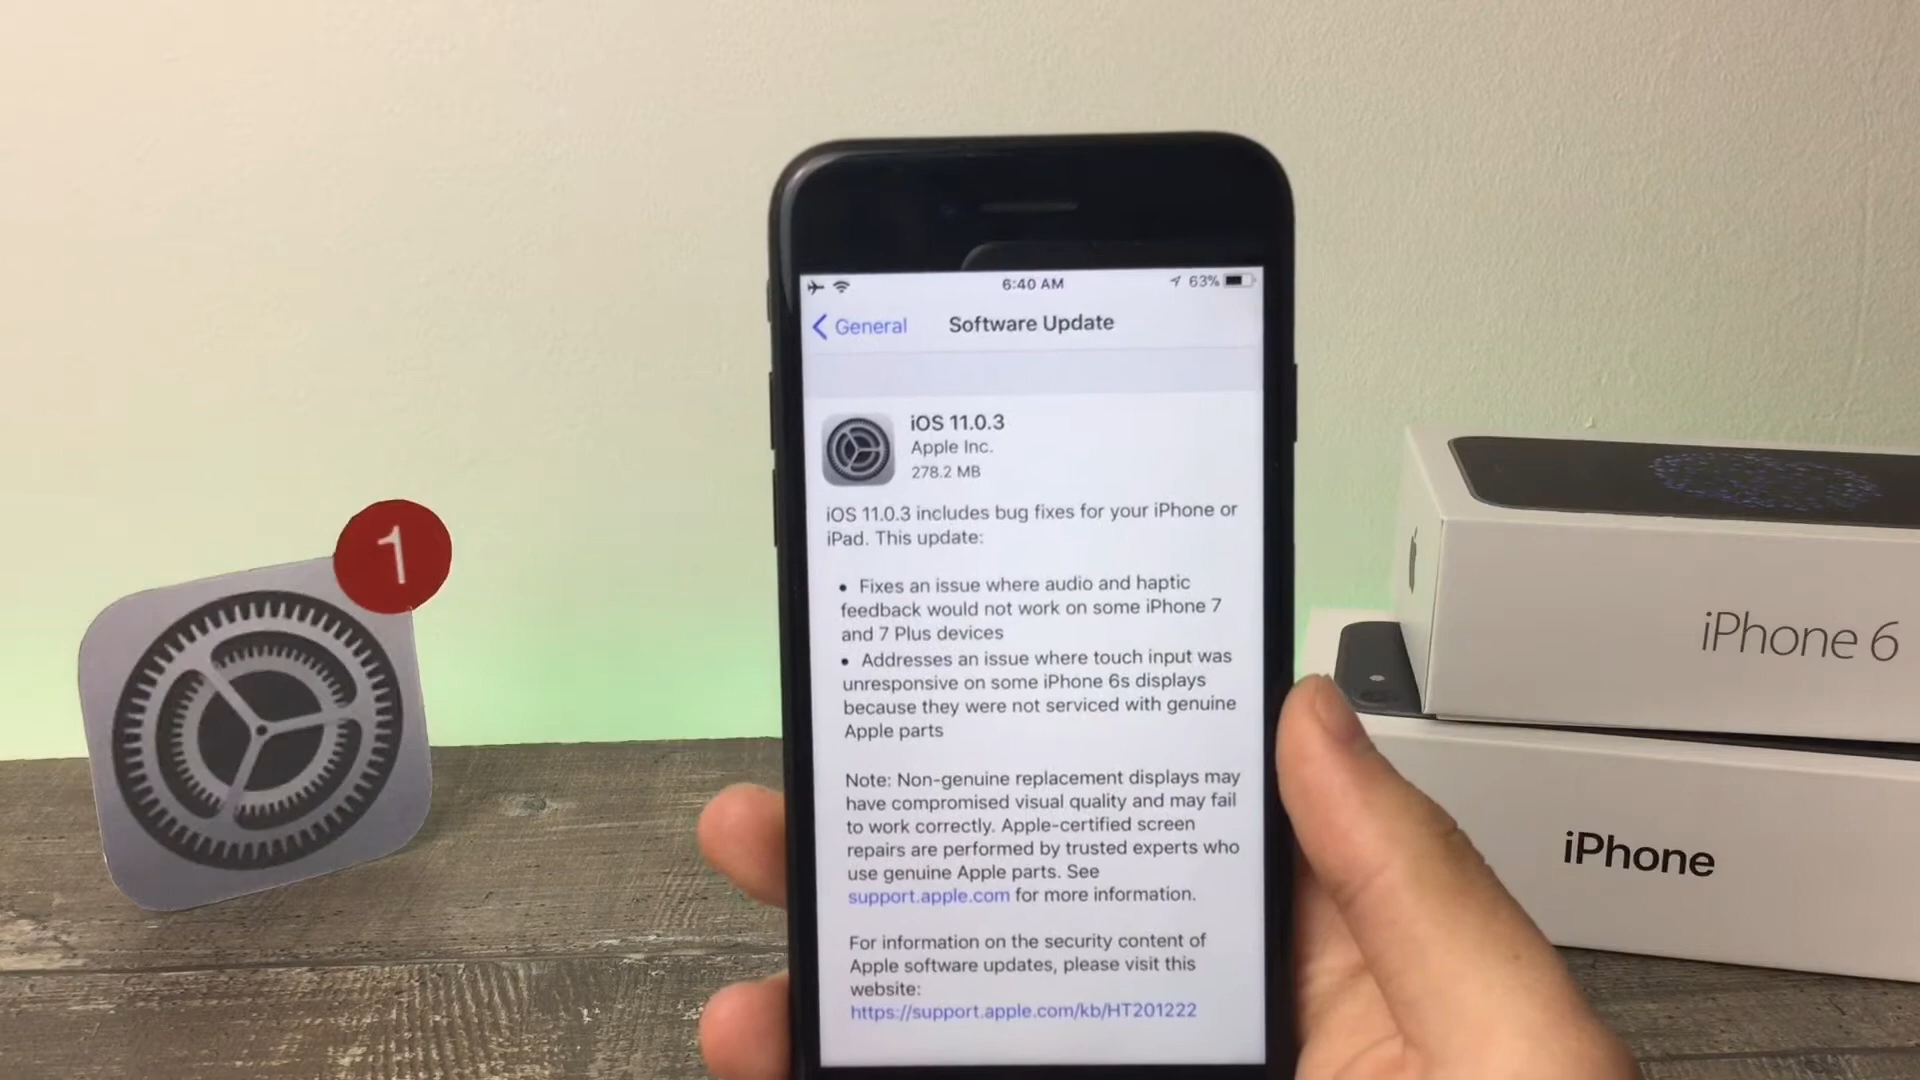 6:40 AM
63%
General
Software Update
iOS 11.0.3
Apple Inc.
278.2 MB
iOS 11.0.3 includes bug fixes for your iPhone or
iPad. This update:
• Fixes an issue where audio and haptic
feedback would not work on some iPhone 7
and 7 Plus devices
• Addresses an issue where touch input was
unresponsive on some iPhone 6s displays
because they were not serviced with genuine
Apple parts
Note: Non-genuine replacement displays may
have compromised visual quality and may fail
to work correctly. Apple-certified screen
repairs are performed by trusted experts who
use genuine Apple parts. See
support.apple.com for more information.
For information on the security content of
Apple software updates, please visit this
website:
https://support.apple.com/kb/HT201222
1
iPhone 6
iPhone